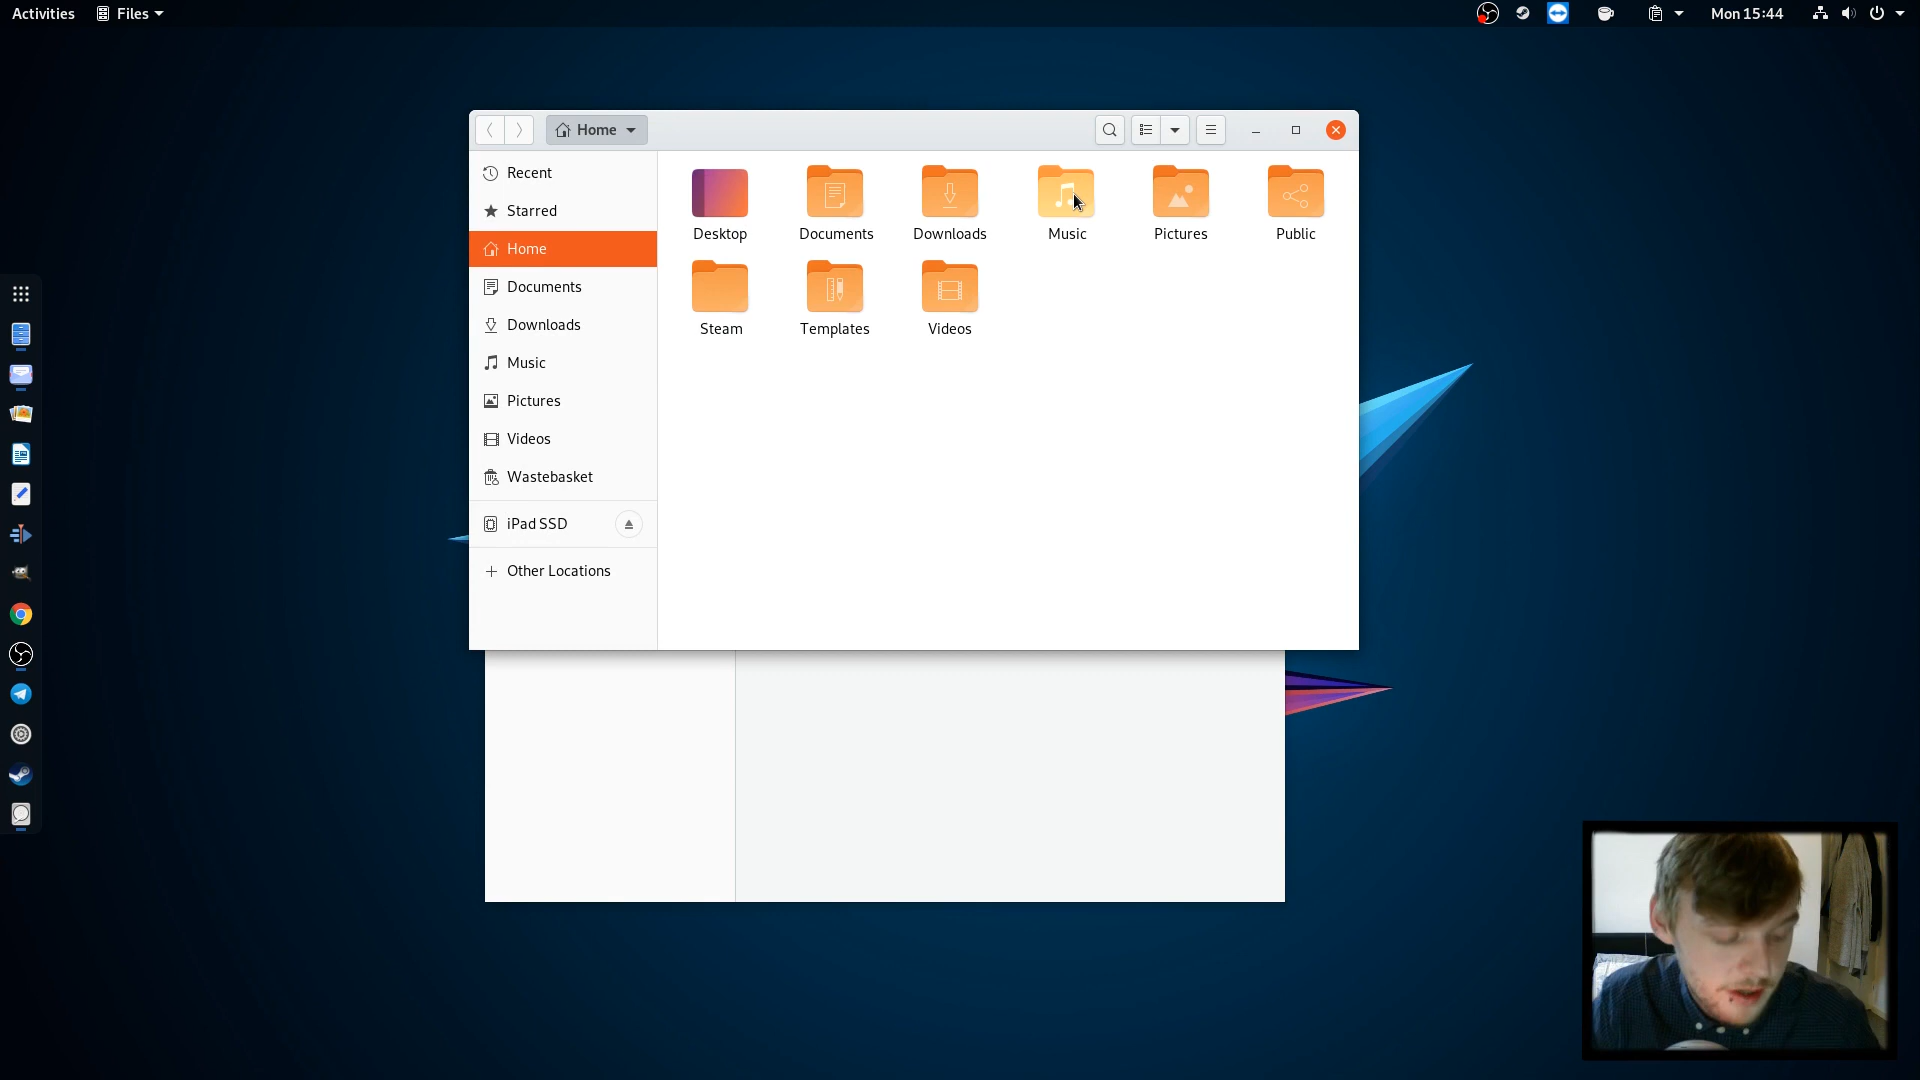 Activities Files Mon 15:44
Home
Recent
Starred
Home
Documents
Downloads
Music
Pictures
Videos
Wastebasket
iPad SSD
Other Locations
Desktop Documents Downloads Music Pictures Public
Steam Templates Videos